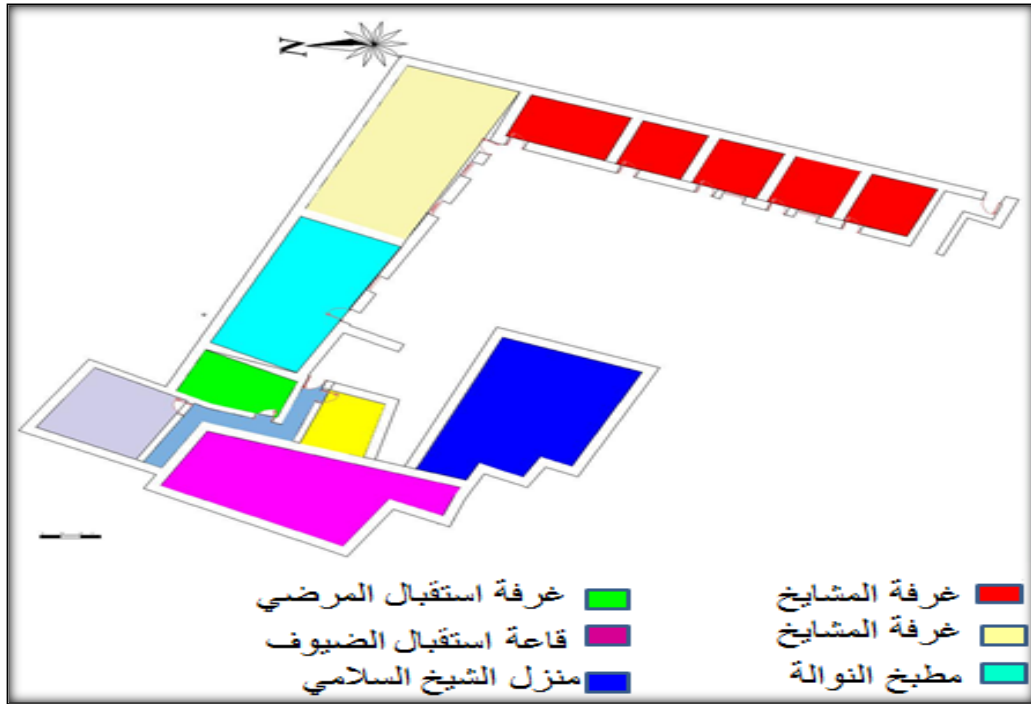 N
غرفة المشايخ
غرفة المشايخ
مطبخ النوالة
غرفة استقبال المرضي
قاعة استقبال الضيوف
منزل الشيخ السلامي